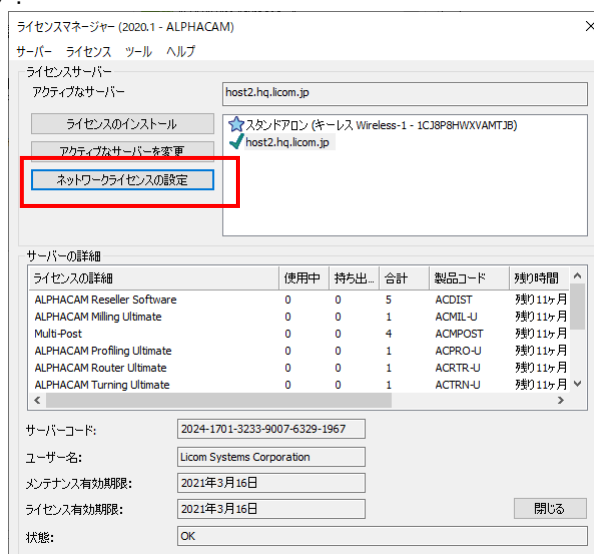 ライセンスマネージャー (2020.1 - ALPHACAM)
サーバー ライセンス ツール ヘルプ
ライセンスサーバー
アクティブなサーバー host2.hq.licom.jp
ライセンスのインストール
アクティブなサーバーを変更
ネットワークライセンスの設定
スタンドアロン (キーレス Wireless-1 - 1CJ8P8HWXVAMTJB)
host2.hq.licom.jp
サーバーの詳細
ライセンスの詳細 使用中 持ち出... 合計 製品コード 残り時間
ALPHACAM Reseller Software 0 0 5 ACDIST 残り11ヶ月
ALPHACAM Milling Ultimate 0 0 1 ACMIL-U 残り11ヶ月
Multi-Post 0 0 4 ACMPOST 残り11ヶ月
ALPHACAM Profiling Ultimate 0 0 1 ACPRO-U 残り11ヶ月
ALPHACAM Router Ultimate 0 0 1 ACRTR-U 残り11ヶ月
ALPHACAM Turning Ultimate 0 0 1 ACTRN-U 残り11ヶ月
サーバーコード: 2024-1701-3233-9007-6329-1967
ユーザー名: Licom Systems Corporation
メンテナンス有効期限: 2021年3月16日
ライセンス有効期限: 2021年3月16日 閉じる
状態: OK